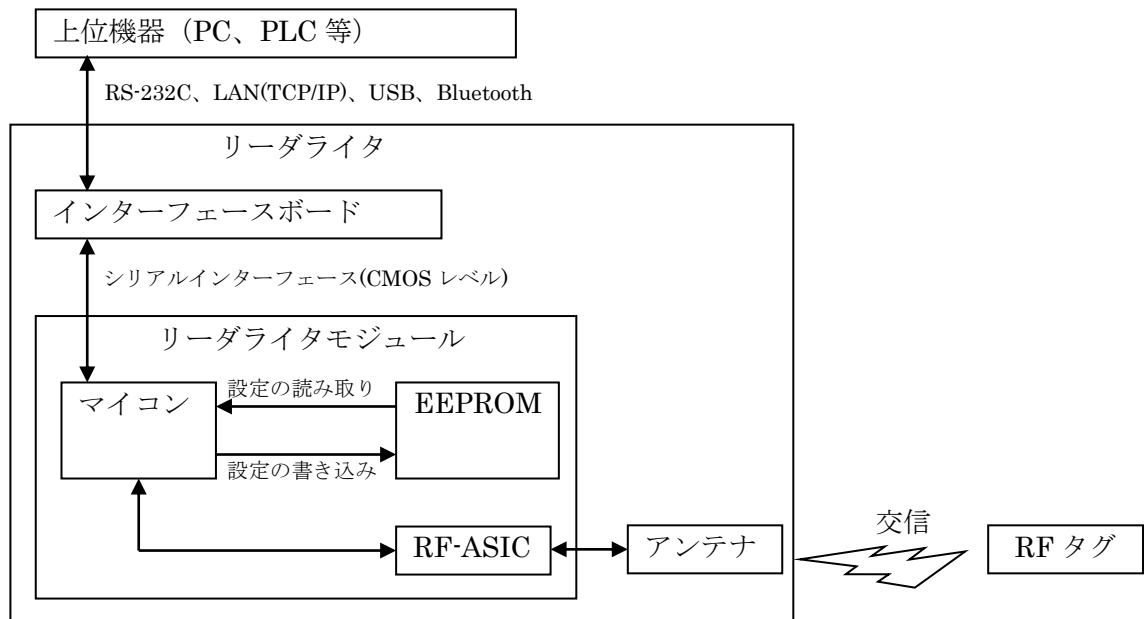 上位機器（PC、PLC 等）
RS-232C、LAN(TCP/IP)、USB、Bluetooth
リーダライタ
インターフェースボード
シリアルインターフェース(CMOS レベル)
リーダライタモジュール
マイコン
設定の読み取り
EEPROM
設定の書き込み
RF-ASIC
アンテナ
交信
RF タグ